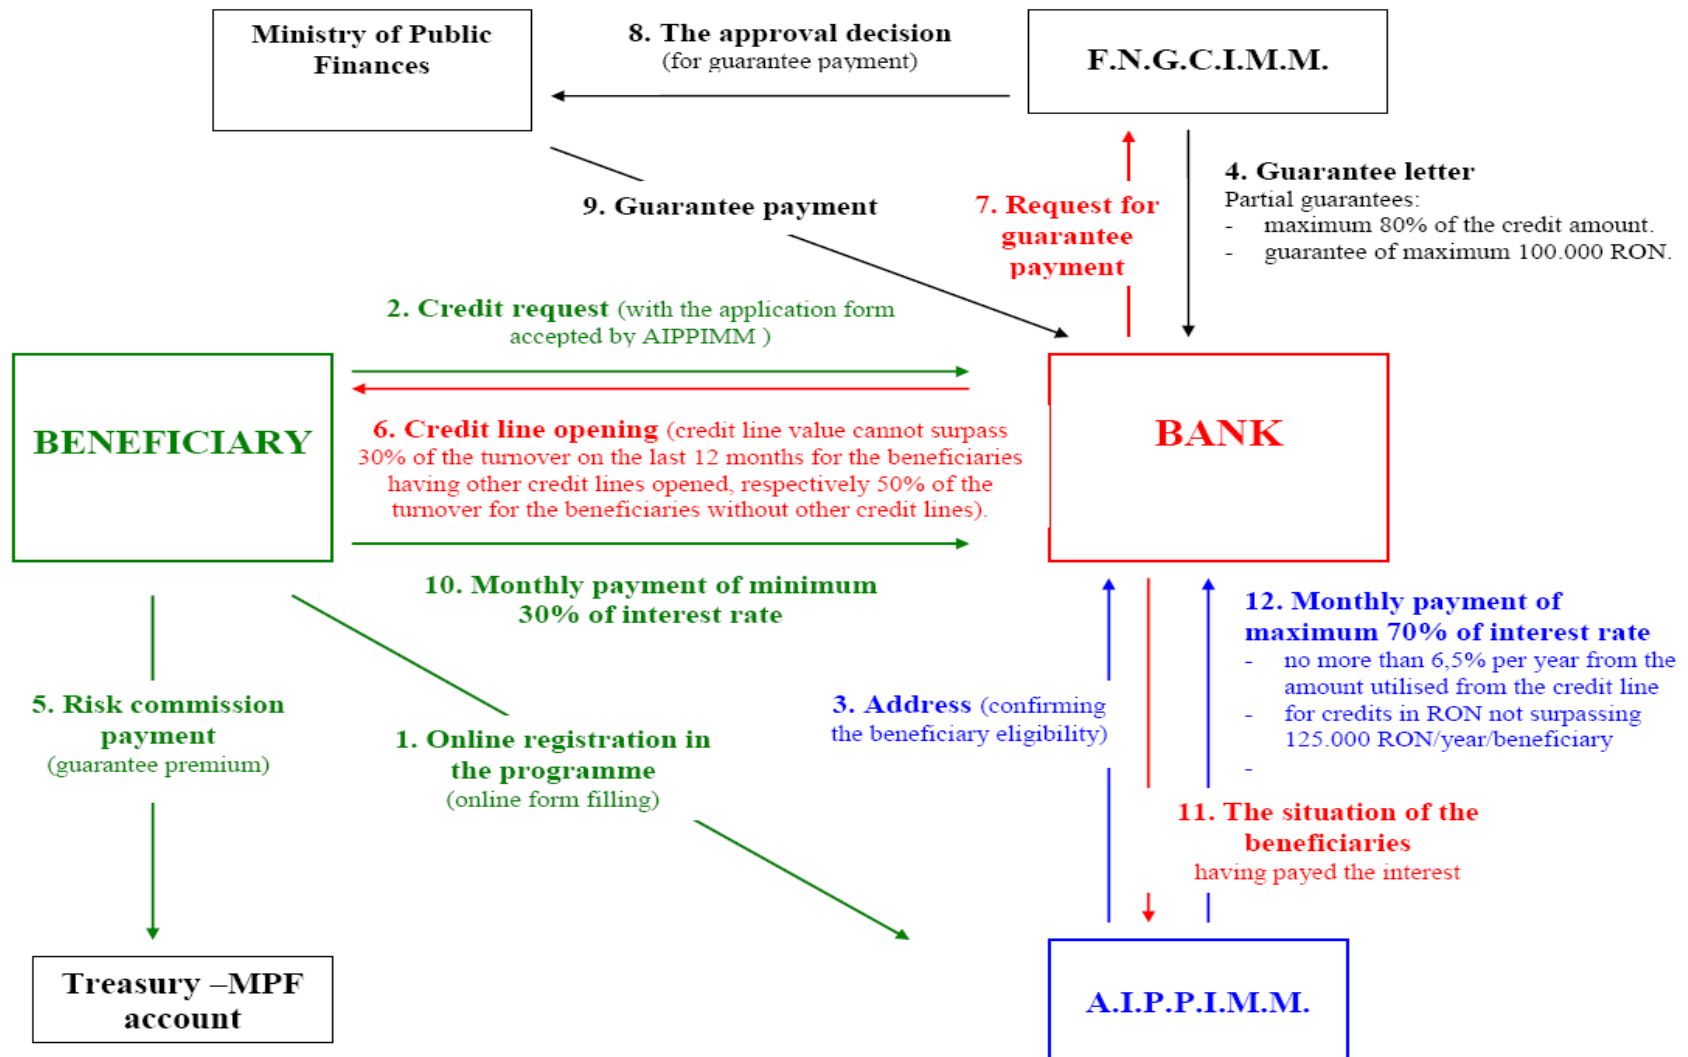 Ministry of Public
Finances
8. The approval decision
(for guarantee payment)
F.N.G.C.I.M.M.
4. Guarantee letter
Partial guarantees:
- maximum 80% of the credit amount.
- guarantee of maximum 100.000 RON.
9. Guarantee payment
7. Request for
guarantee
payment
2. Credit request (with the application form
accepted by AIPPIMM )
BENEFICIARY
6. Credit line opening (credit line value cannot surpass
30% of the turnover on the last 12 months for the beneficiaries
having other credit lines opened, respectively 50% of the
turnover for the beneficiaries without other credit lines).
BANK
10. Monthly payment of minimum
30% of interest rate
12. Monthly payment of
maximum 70% of interest rate
- no more than 6,5% per year from the
amount utilised from the credit line
- for credits in RON not surpassing
125.000 RON/year/beneficiary
-
5. Risk commission
payment
(guarantee premium)
1. Online registration in
the programme
(online form filling)
3. Address (confirming
the beneficiary eligibility)
11. The situation of the
beneficiaries
having payed the interest
Treasury –MPF
account
A.I.P.P.I.M.M.